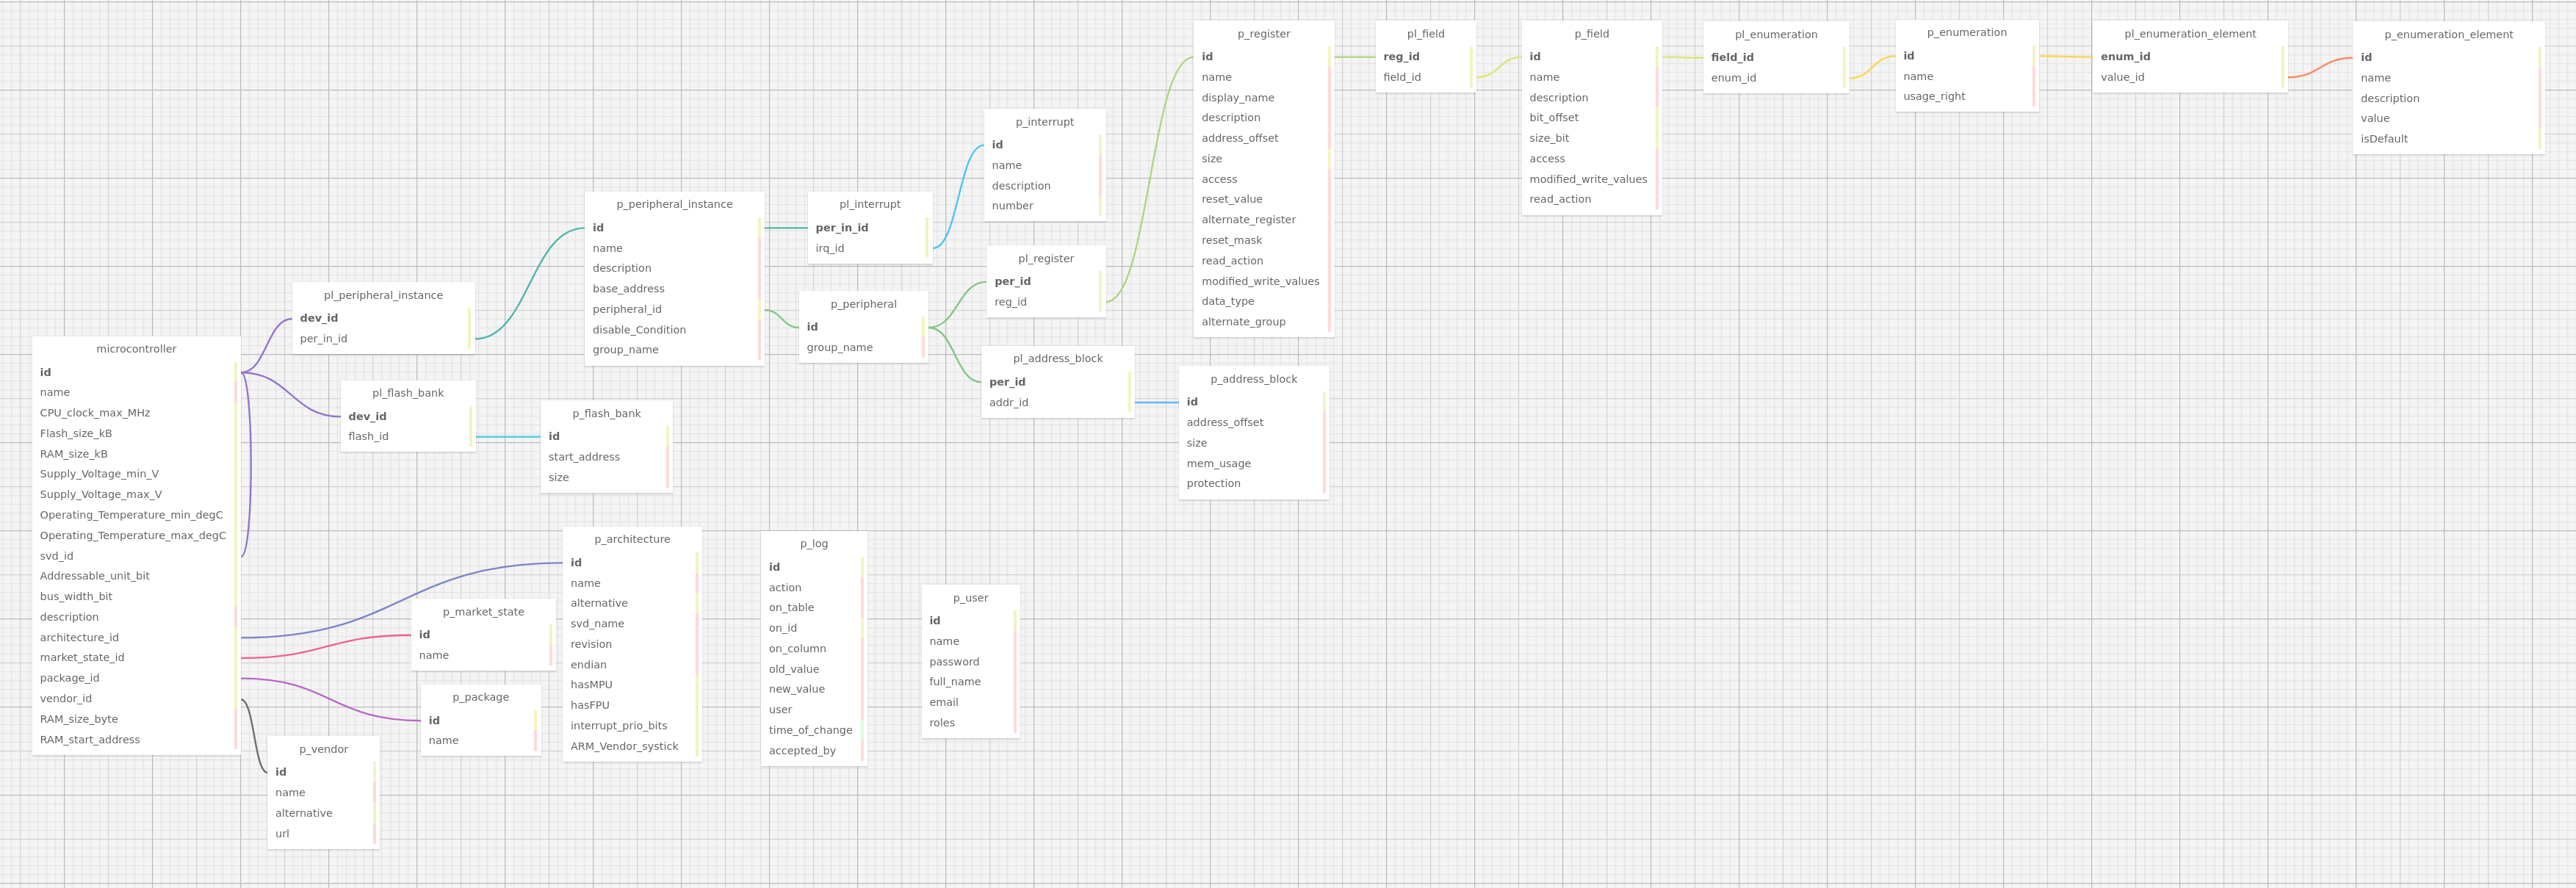 microcontroller
id
name
CPU_clock_max_MHz
Flash_size_kB
RAM_size_kB
Supply_Voltage_min_V
Supply_Voltage_max_V
Operating_Temperature_min_degC
Operating_Temperature_max_degC
svd_id
Addressable_unit_bit
bus_width_bit
description
architecture_id
market_state_id
package_id
vendor_id
RAM_size_byte
RAM_start_address
pl_peripheral_instance
dev_id
per_in_id
pl_flash_bank
dev_id
flash_id
p_flash_bank
id
start_address
size
p_market_state
id
name
p_package
id
name
p_vendor
id
name
alternative
url
p_architecture
id
name
alternative
svd_name
revision
endian
hasMPU
hasFPU
interrupt_prio_bits
ARM_Vendor_systick
p_peripheral_instance
id
name
description
base_address
peripheral_id
disable_Condition
group_name
pl_interrupt
per_in_id
irq_id
p_peripheral
id
group_name
p_interrupt
id
name
description
number
pl_register
per_id
reg_id
pl_address_block
per_id
addr_id
p_address_block
id
address_offset
size
mem_usage
protection
p_log
id
action
on_table
on_id
on_column
old_value
new_value
user
time_of_change
accepted_by
p_user
id
name
password
full_name
email
roles
p_register
id
name
display_name
description
address_offset
size
access
reset_value
alternate_register
reset_mask
read_action
modified_write_values
data_type
alternate_group
pl_field
reg_id
field_id
p_field
id
name
description
bit_offset
size_bit
access
modified_write_values
read_action
pl_enumeration
field_id
enum_id
p_enumeration
id
name
usage_right
pl_enumeration_element
enum_id
value_id
p_enumeration_element
id
name
description
value
isDefault